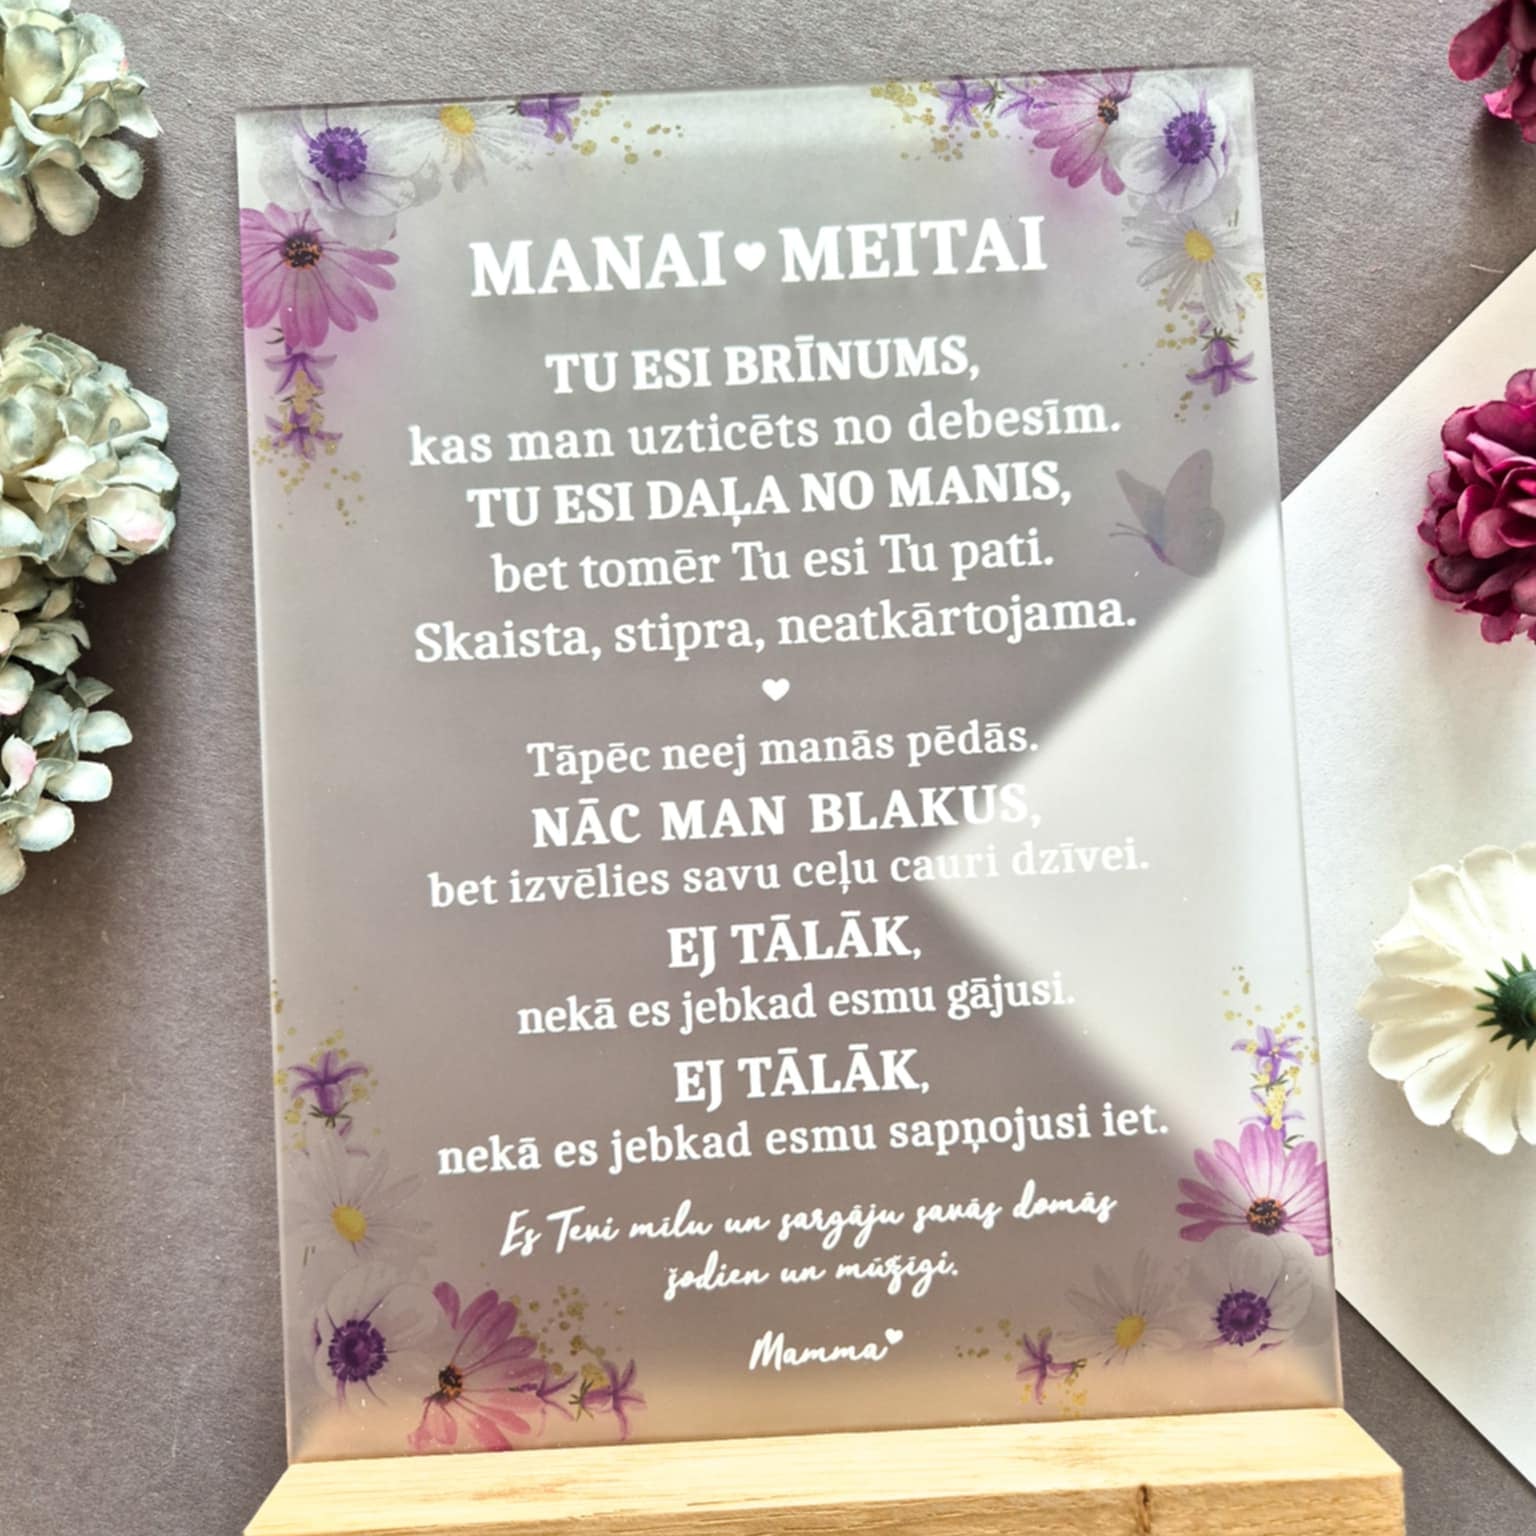 MANAI ♥ MEITAI
TU ESI BRĪNUMS,
kas man uzticēts no debesīm.
TU ESI DAĻA NO MANIS,
bet tomēr Tu esi Tu pati.
Skaista, stipra, neatkārtojama.
Tāpēc neej manās pēdās.
NĀC MAN BLAKUS,
bet izvēlies savu ceļu cauri dzīvei.
EJ TĀLĀK,
nekā es jebkad esmu gājusi.
EJ TĀLĀK,
nekā es jebkad esmu sapņojusi iet.
Es Tevi mīlu un sargāju savās domās
šodien un mūžīgi.
Mamma